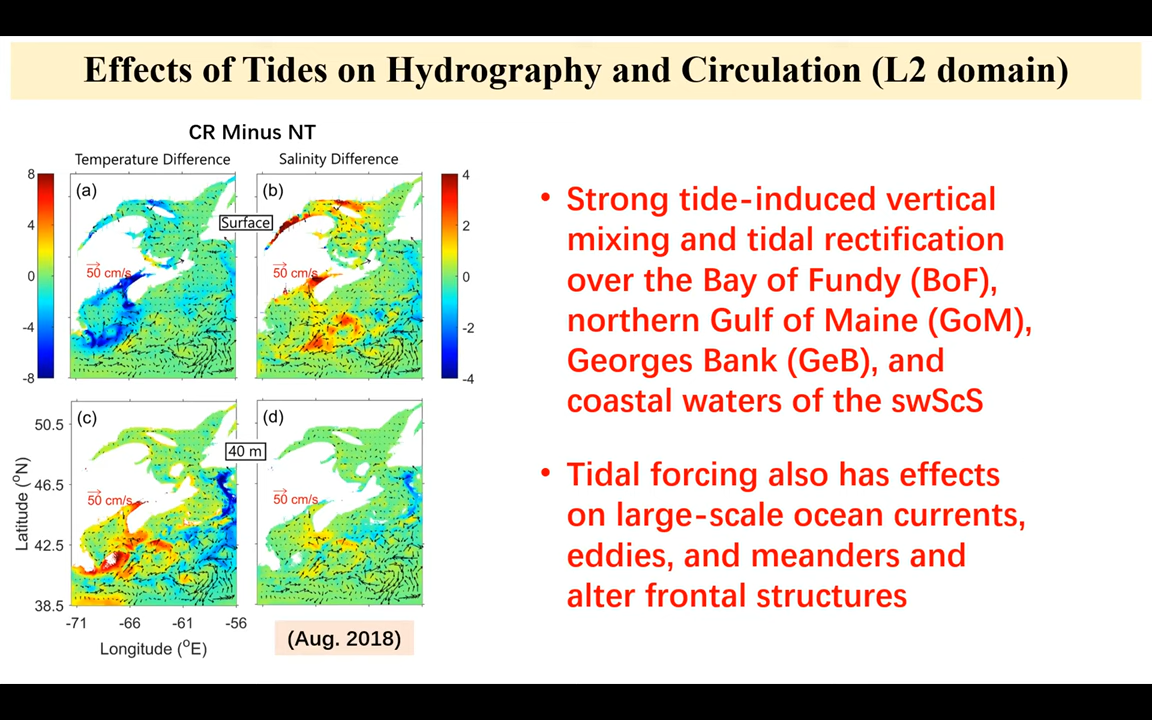 Effects of Tides on Hydrography and Circulation (L2 domain)
CR Minus NT
Temperature Difference
Salinity Difference
8
4
0
-4
-8
(a)
50 cm/s
Surface
(b)
50 cm/s
4
2
0
-2
-4
(c)
50 cm/s
40 m
(d)
50 cm/s
Latitude (°N)
50.5
46.5
42.5
38.5
-71
-66
-61
-56
Longitude (°E)
(Aug. 2018)
• Strong tide-induced vertical
mixing and tidal rectification
over the Bay of Fundy (BoF),
northern Gulf of Maine (GoM),
Georges Bank (GeB), and
coastal waters of the swScS
• Tidal forcing also has effects
on large-scale ocean currents,
eddies, and meanders and
alter frontal structures